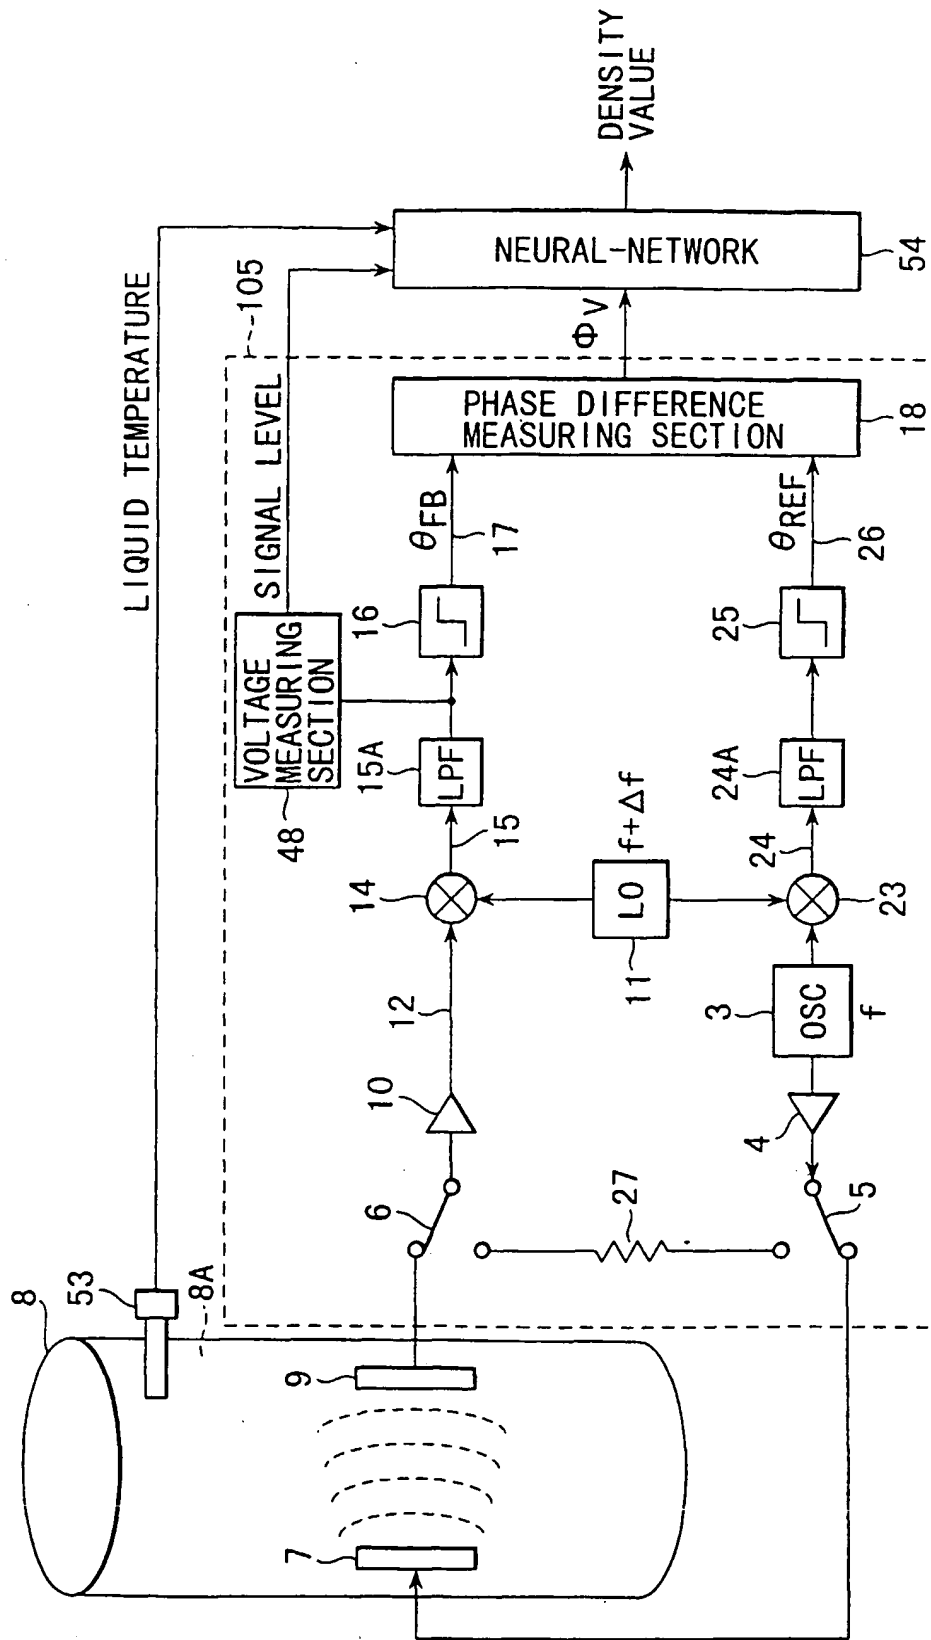 LIQUID TEMPERATURE
8
53
8A
SIGNAL LEVEL
105
VOLTAGE
MEASURING
SECTION
48
9
7
6
10
12
14
15
15A
LPF
16
θFB
17
PHASE DIFFERENCE
MEASURING SECTION
18
ΦV
NEURAL-NETWORK
54
DENSITY
VALUE
27
11
LO
f+Δf
5
4
3
OSC
f
23
24
24A
LPF
25
θREF
26